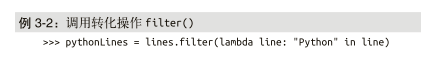 例 3-2：调用转化操作 filter()
>>> pythonLines = lines.filter(lambda line: "Python" in line)